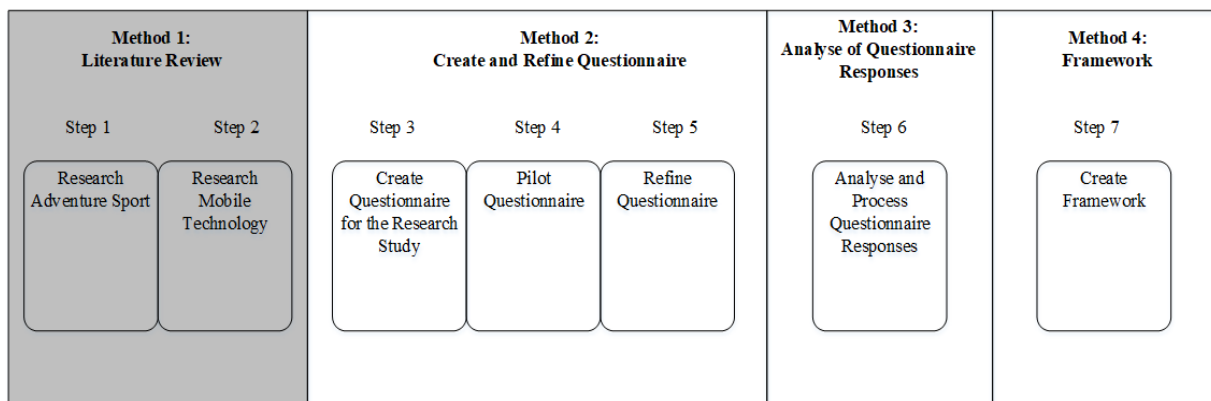 Method 1:
Literature Review
Method 2:
Create and Refine Questionnaire
Method 3:
Analyse of Questionnaire
Responses
Method 4:
Framework
Step 1
Step 2
Step 3
Step 4
Step 5
Step 6
Step 7
Research
Adventure Sport
Research
Mobile
Technology
Create
Questionnaire
for the Research
Study
Pilot
Questionnaire
Refine
Questionnaire
Analyse and
Process
Questionnaire
Responses
Create
Framework